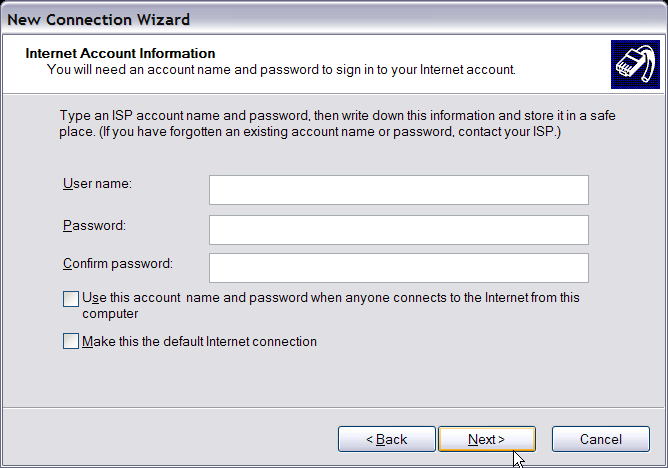 New Connection Wizard
Internet Account Information
You will need an account name and password to sign in to your Internet account.
Type an ISP account name and password, then write down this information and store it in a safe
place. (If you have forgotten an existing account name or password, contact your ISP.)
User name:
Password:
Confirm password:
Use this account name and password when anyone connects to the Internet from this
computer
Make this the default Internet connection
< Back
Next >
Cancel